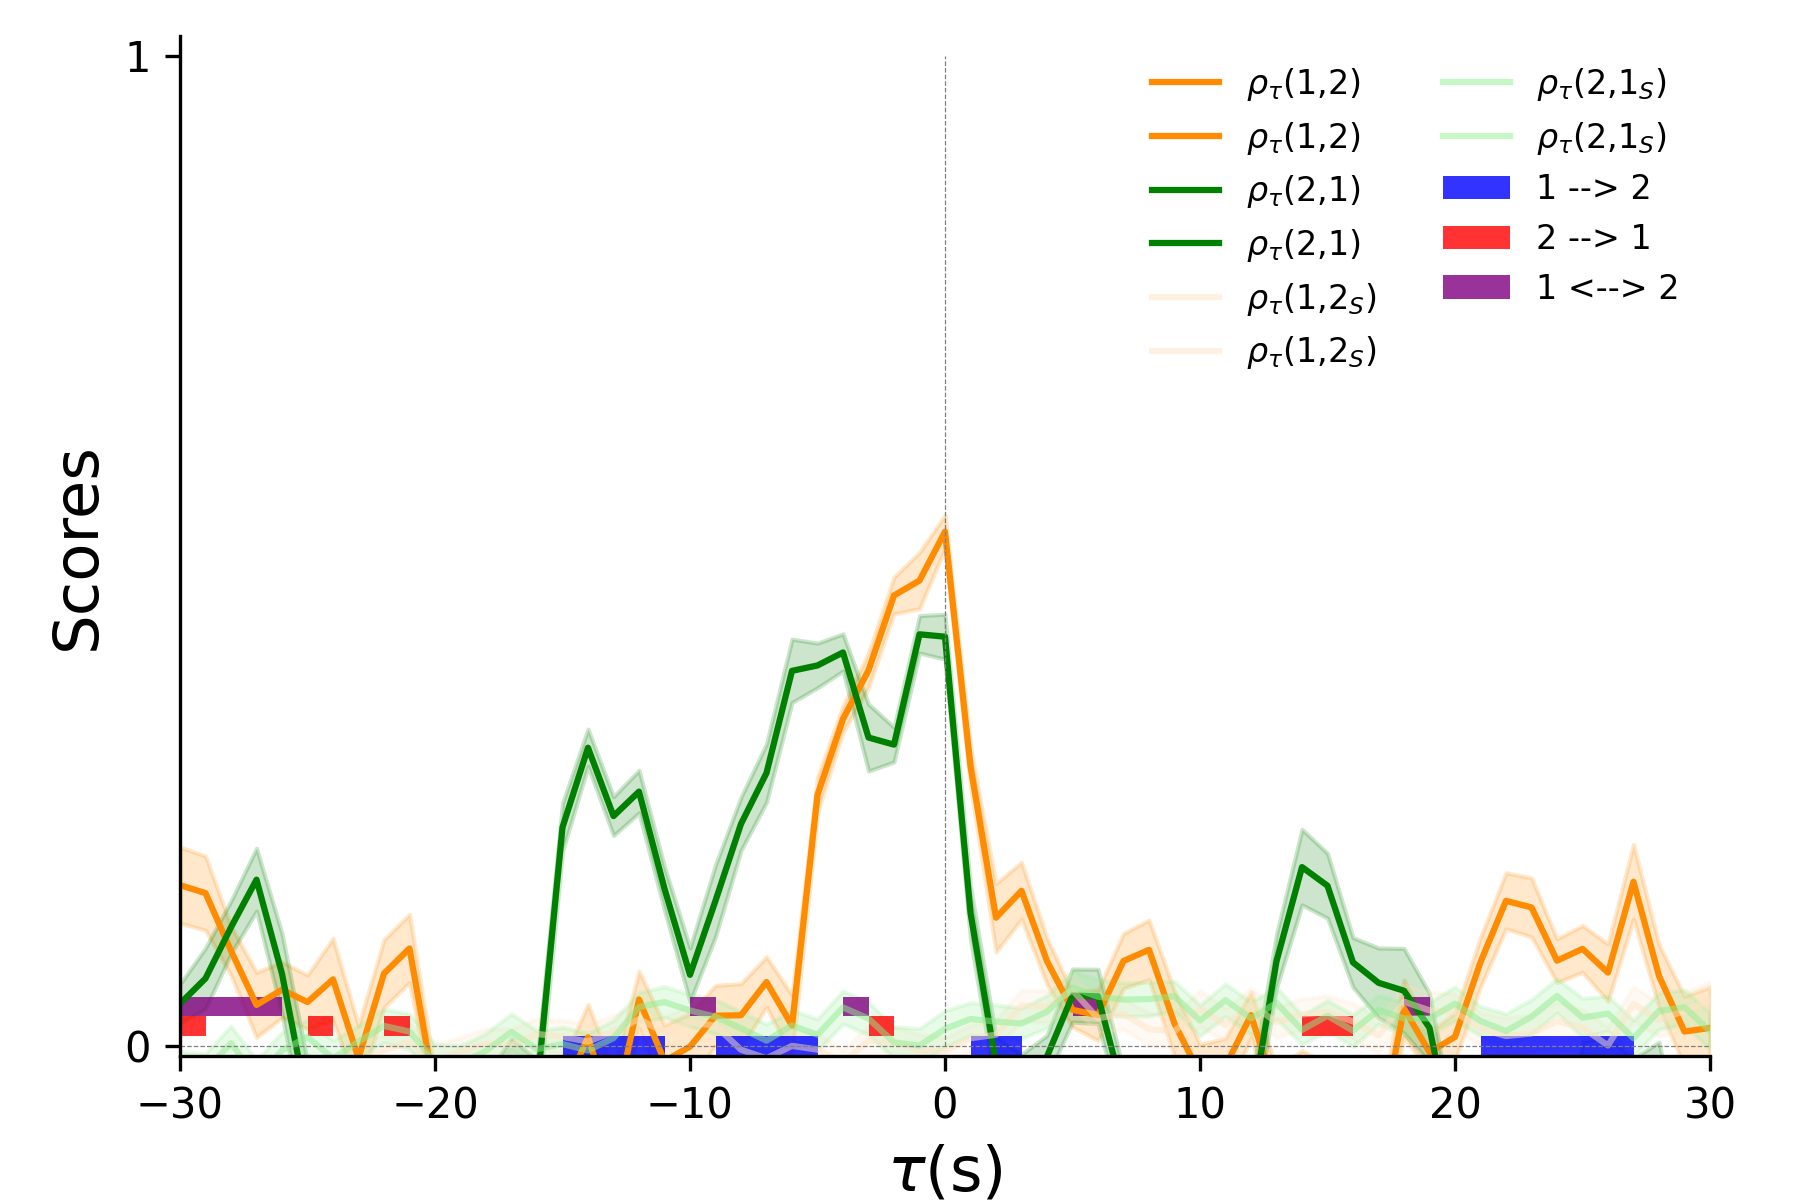 1
ρτ(1,2)
ρτ(1,2)
ρτ(2,1)
ρτ(2,1)
ρτ(1,2S)
ρτ(1,2S)
ρτ(2,1S)
ρτ(2,1S)
1 --> 2
2 --> 1
1 <--> 2
Scores
0
−30 −20 −10 0 10 20 30
τ(s)